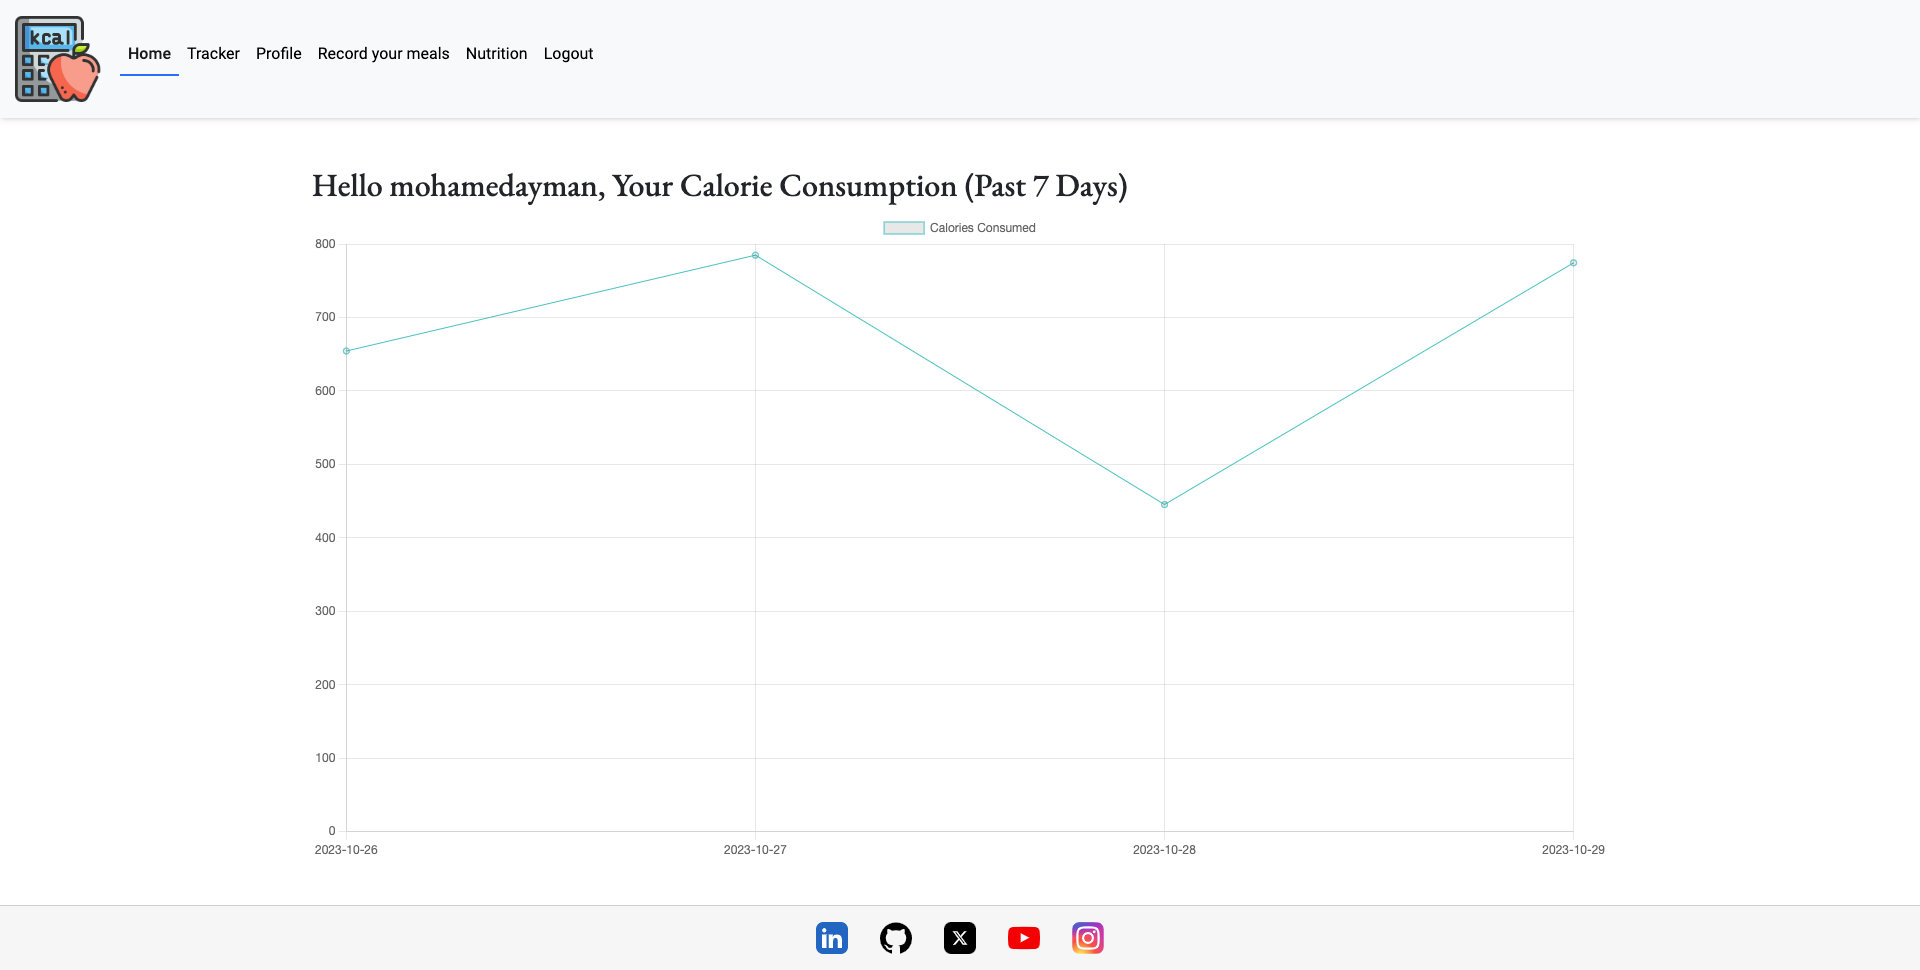 kcal
Home Tracker Profile Record your meals Nutrition Logout
Hello mohamedayman, Your Calorie Consumption (Past 7 Days)
Calories Consumed
800
700
600
500
400
300
200
100
0
2023-10-26 2023-10-27 2023-10-28 2023-10-29
in X